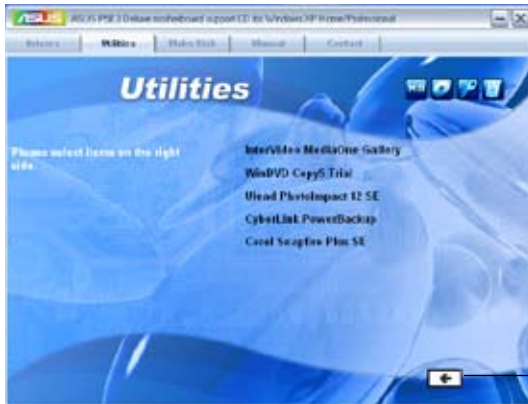 ASUS P5E3 Deluxe motherboard support CD for Windows XP Home/Professional
Drivers Utilities Make Disk Manual Contact
Utilities
Please select items on the right
side.
InterVideo MediaOne Gallery
WinDVD Copy5 Trial
Ulead PhotoImpact 12 SE
CyberLink PowerBackup
Corel Snapfire Plus SE